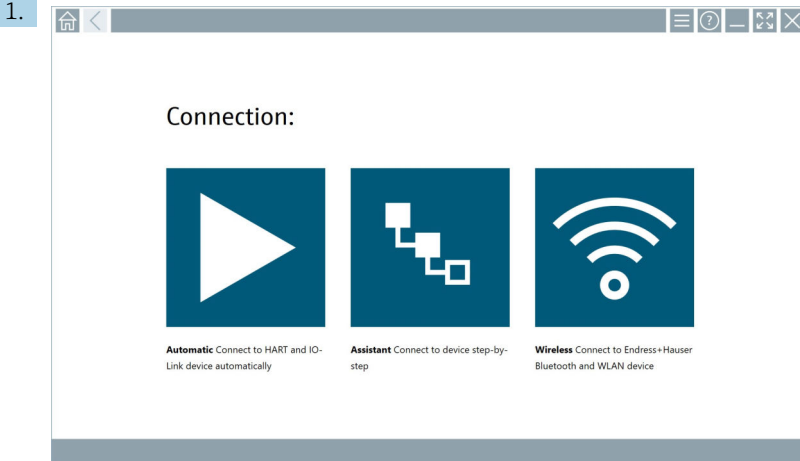 1.
?
Connection:
Automatic Connect to HART and IO-
Link device automatically
Assistant Connect to device step-by-
step
Wireless Connect to Endress+Hauser
Bluetooth and WLAN device